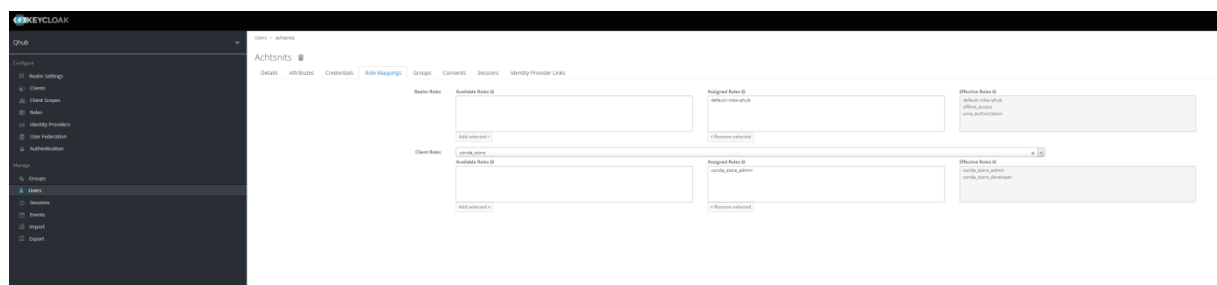 KEYCLOAK
Qhub
Users > achtsnits
Achtsnits
Details Attributes Credentials Role Mappings Groups Consents Sessions Identity Provider Links
Configure
Realm Settings
Clients
Client Scopes
Roles
Identity Providers
User Federation
Authentication
Manage
Groups
Users
Sessions
Events
Import
Export
Realm Roles
Available Roles
Assigned Roles
Effective Roles
default-roles-qhub
default-roles-qhub
offline_access
uma_authorization
Add selected »
« Remove selected
Client Roles
conda_store
Available Roles
Assigned Roles
Effective Roles
conda_store_admin
conda_store_admin
conda_store_developer
Add selected »
« Remove selected